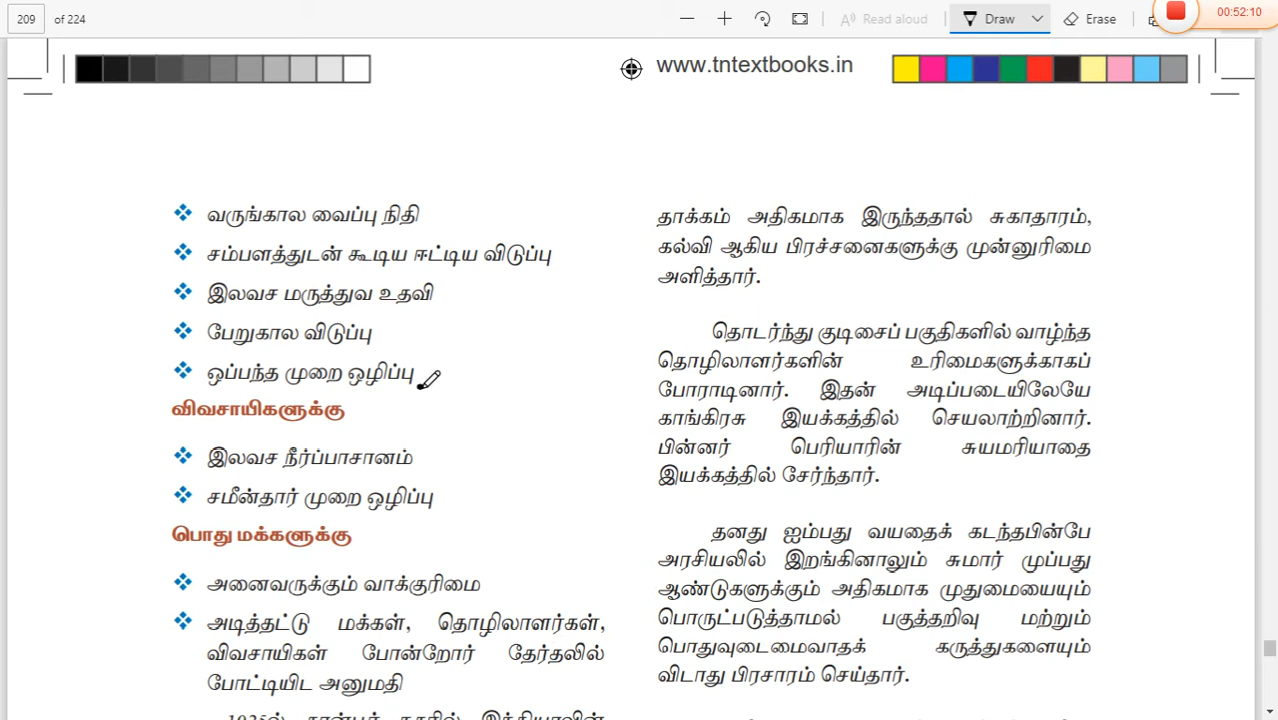 209 of 224
Read aloud
Draw
Erase
00:52:10
www.tntextbooks.in
வருங்கால வைப்பு நிதி
சம்பளத்துடன் கூடிய ஈட்டிய விடுப்பு
இலவச மருத்துவ உதவி
பேறுகால விடுப்பு
ஒப்பந்த முறை ஒழிப்பு
விவசாயிகளுக்கு
இலவச நீர்ப்பாசானம்
சமீன்தார் முறை ஒழிப்பு
பொது மக்களுக்கு
அனைவருக்கும் வாக்குரிமை
அடித்தட்டு மக்கள், தொழிலாளர்கள்,
விவசாயிகள் போன்றோர் தேர்தலில்
போட்டியிட அனுமதி
தாக்கம் அதிகமாக இருந்ததால் சுகாதாரம்,
கல்வி ஆகிய பிரச்சனைகளுக்கு முன்னுரிமை
அளித்தார்.
தொடர்ந்து குடிசைப் பகுதிகளில் வாழ்ந்த
தொழிலாளர்களின் உரிமைகளுக்காகப்
போராடினார். இதன் அடிப்படையிலேயே
காங்கிரசு இயக்கத்தில் செயலாற்றினார்.
பின்னர் பெரியாரின் சுயமரியாதை
இயக்கத்தில் சேர்ந்தார்.
தனது ஐம்பது வயதைக் கடந்தபின்பே
அரசியலில் இறங்கினாலும் சுமார் முப்பது
ஆண்டுகளுக்கும் அதிகமாக முதுமையையும்
பொருட்படுத்தாமல் பகுத்தறிவு மற்றும்
பொதுவுடைமைவாதக் கருத்துகளையும்
விடாது பிரசாரம் செய்தார்.